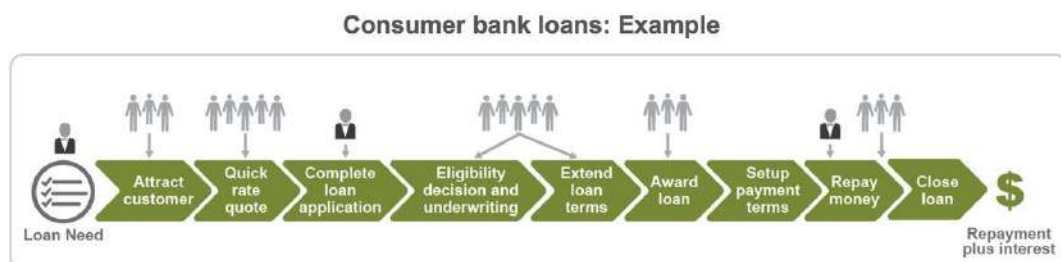 Consumer bank loans: Example
Loan Need
Attract
customer
Quick
rate
quote
Complete
loan
application
Eligibility
decision and
underwriting
Extend
loan
terms
Award
loan
Setup
payment
terms
Repay
money
Close
loan
$
Repayment
plus interest